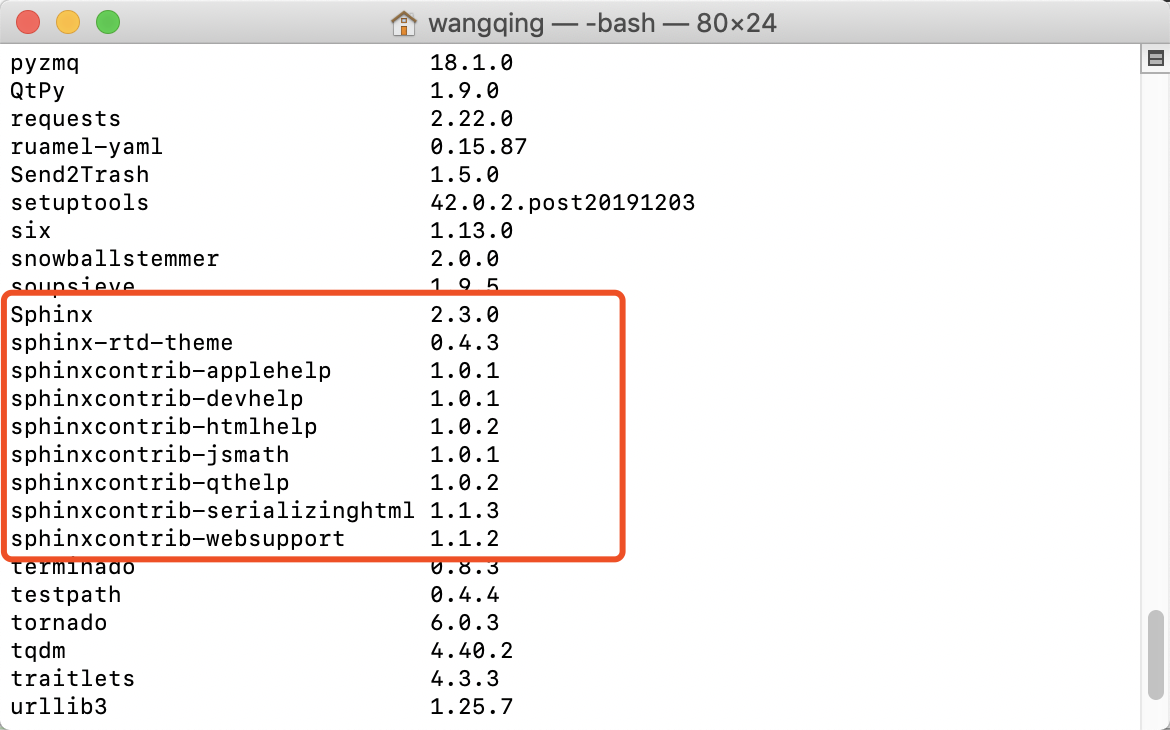 wangqing — -bash — 80×24
pyzmq 18.1.0
QtPy 1.9.0
requests 2.22.0
ruamel-yaml 0.15.87
Send2Trash 1.5.0
setuptools 42.0.2.post20191203
six 1.13.0
snowballstemmer 2.0.0
soupsieve 1.9.5
Sphinx 2.3.0
sphinx-rtd-theme 0.4.3
sphinxcontrib-applehelp 1.0.1
sphinxcontrib-devhelp 1.0.1
sphinxcontrib-htmlhelp 1.0.2
sphinxcontrib-jsmath 1.0.1
sphinxcontrib-qthelp 1.0.2
sphinxcontrib-serializinghtml 1.1.3
sphinxcontrib-websupport 1.1.2
terminado 0.8.3
testpath 0.4.4
tornado 6.0.3
tqdm 4.40.2
traitlets 4.3.3
urllib3 1.25.7